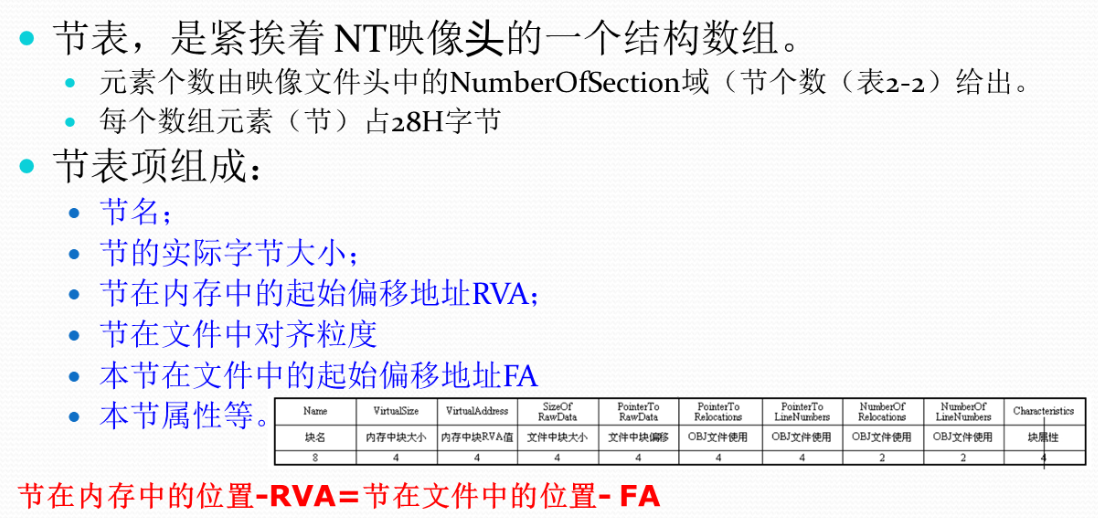 节表，是紧挨着 NT映像头的一个结构数组。
元素个数由映像文件头中的NumberOfSection域（节个数（表2-2）给出。
每个数组元素（节）占28H字节
节表项组成：
节名；
节的实际字节大小；
节在内存中的起始偏移地址RVA；
节在文件中对齐粒度
本节在文件中的起始偏移地址FA
本节属性等。
Name VirtualSize VirtualAddress SizeOf RawData PointerTo RawData PointerTo Relocations PointerTo LineNumbers NumberOf Relocations NumberOf LineNumbers Characteristics
块名 内存中块大小 内存中块RVA值 文件中块大小 文件中块偏移 OBJ文件使用 OBJ文件使用 OBJ文件使用 OBJ文件使用 块属性
8 4 4 4 4 4 4 2 2 4
节在内存中的位置-RVA=节在文件中的位置- FA